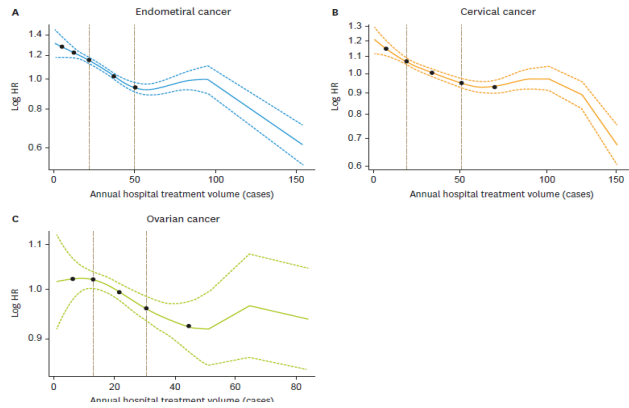 A Endometiral cancer
Log HR
1.4
1.2
1.0
0.8
0.6
0 50 100 150
Annual hospital treatment volume (cases)
B Cervical cancer
Log HR
1.3
1.2
1.1
1.0
0.9
0.8
0.7
0.6
0 50 100 150
Annual hospital treatment volume (cases)
C Ovarian cancer
Log HR
1.1
1.0
0.9
0 20 40 60 80
Annual hospital treatment volume (cases)